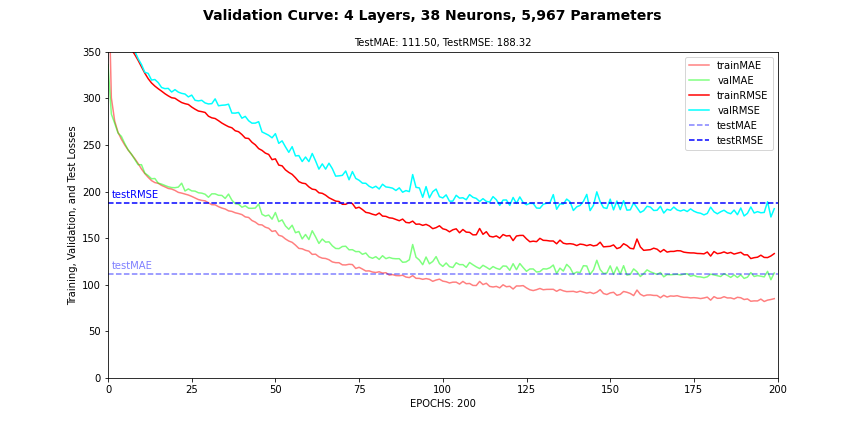 Validation Curve: 4 Layers, 38 Neurons, 5,967 Parameters
TestMAE: 111.50, TestRMSE: 188.32
Training, Validation, and Test Losses
350
300
250
200
150
100
50
0
testRMSE
testMAE
trainMAE
valMAE
trainRMSE
valRMSE
testMAE
testRMSE
0 25 50 75 100 125 150 175 200
EPOCHS: 200